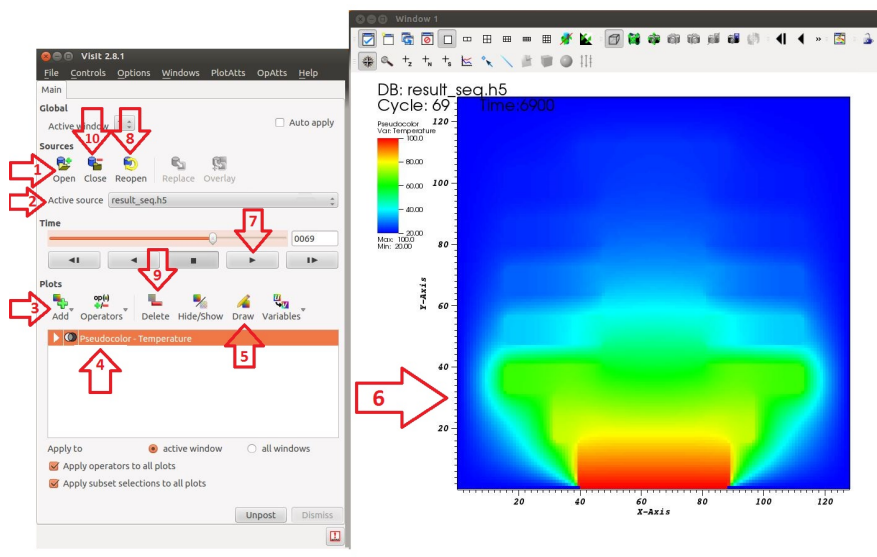 VisIt 2.8.1
File Controls Options Windows PlotAtts OpAtts Help
Main
Global
Active window
Auto apply
Sources
10
8
1
Open Close Reopen Replace Overlay
2
Active source result_seq.h5
Time
7
0069
9
Plots
3
Add Operators Delete Hide/Show Draw Variables
op(x)
Pseudocolor - Temperature
4
5
Apply to active window all windows
Apply operators to all plots
Apply subset selections to all plots
Unpost Dismiss
Window 1
DB: result_seq.h5
Cycle: 69 Time:6900
Pseudocolor
Var: Temperature
100.0
80.00
60.00
40.00
20.00
Max: 100.0
Min: 20.00
120
100
80
60
40
20
Y-Axis
6
20 40 60 80 100 120
X-Axis